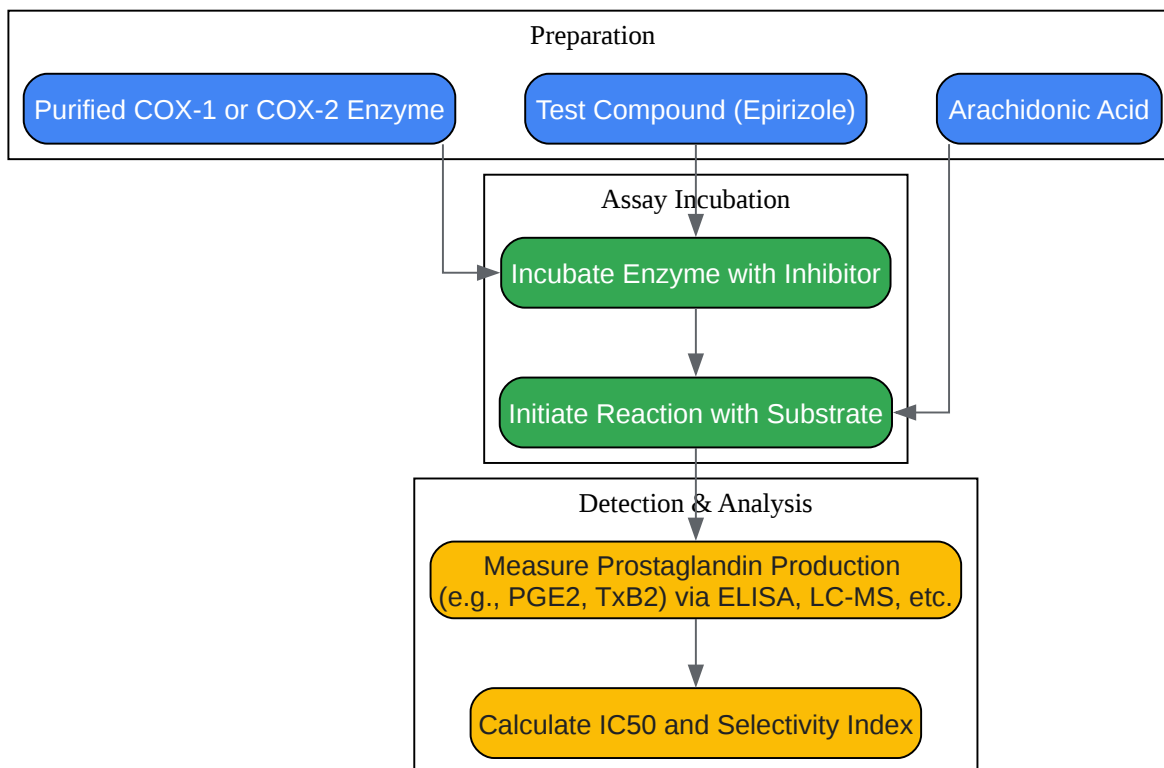 Preparation
Purified COX-1 or COX-2 Enzyme
Test Compound (Epirizole)
Arachidonic Acid
Assay Incubation
Incubate Enzyme with Inhibitor
Initiate Reaction with Substrate
Detection & Analysis
Measure Prostaglandin Production
(e.g., PGE2, TxB2) via ELISA, LC-MS, etc.
Calculate IC50 and Selectivity Index